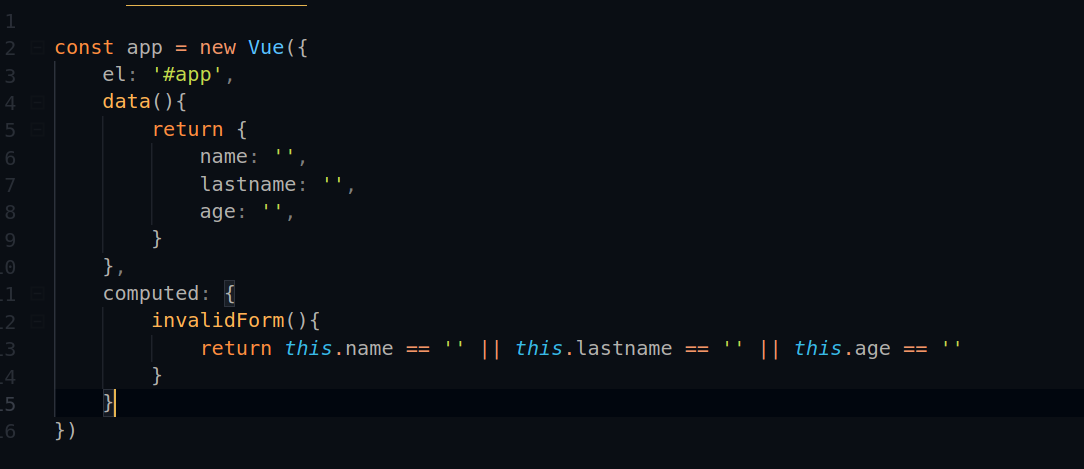 1
2 const app = new Vue({
3 el: '#app',
4 data(){
5 return {
6 name: '',
7 lastname: '',
8 age: '',
9 }
10 },
11 computed: {
12 invalidForm(){
13 return this.name == '' || this.lastname == '' || this.age == ''
14 }
15 }
16 })